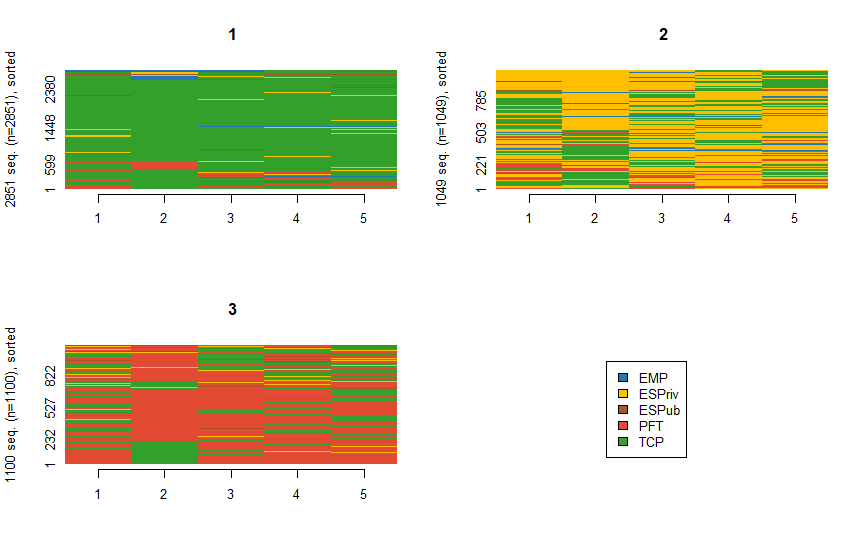 1
2851 seq. (n=2851), sorted
1 599 1448 2380
1 2 3 4 5
2
1049 seq. (n=1049), sorted
1 221 503 785
1 2 3 4 5
3
1100 seq. (n=1100), sorted
1 232 527 822
1 2 3 4 5
EMP
ESPriv
ESPub
PFT
TCP